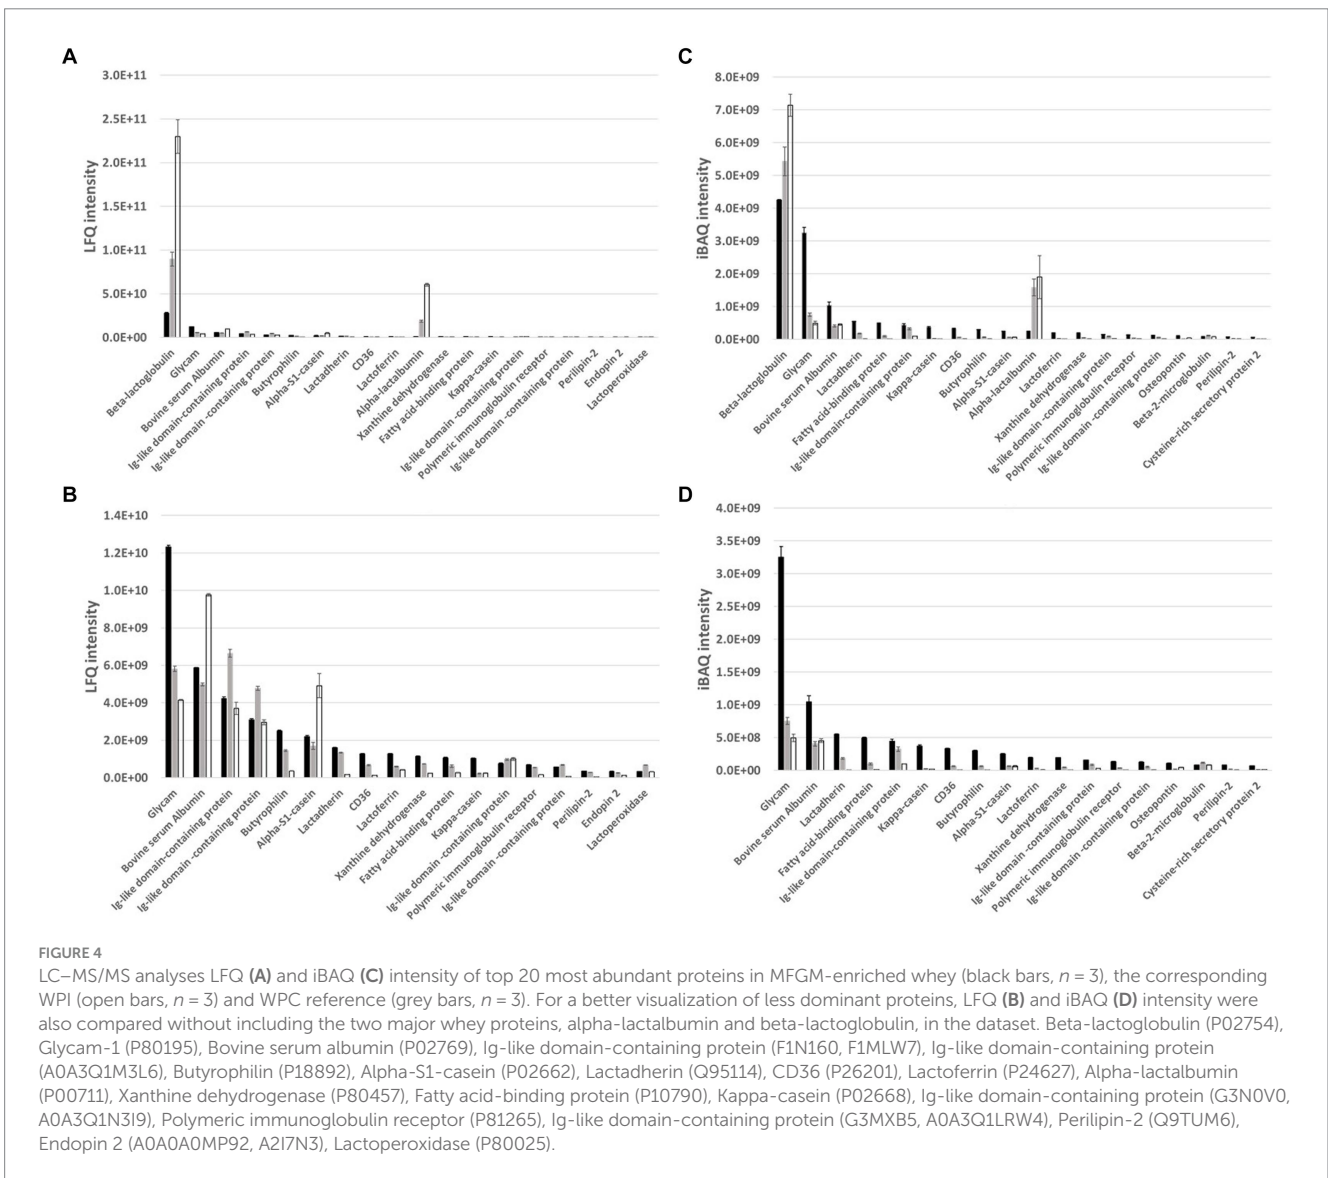 A
3.0E+11
2.5E+11
2.0E+11
1.5E+11
1.0E+11
5.0E+10
0.0E+00
LFQ intensity
Beta-lactoglobulin
Glycam
Bovine serum Albumin
Ig-like domain-containing protein
Ig-like domain -containing protein
Butyrophilin
Alpha-S1-casein
Lactadherin
CD36
Lactoferrin
Alpha-lactalbumin
Xanthine dehydrogenase
Fatty acid-binding protein
Kappa-casein
Ig-like domain -containing protein
Polymeric immunoglobulin receptor
Ig-like domain -containing protein
Perilipin-2
Endopin 2
Lactoperoxidase
C
8.0E+09
7.0E+09
6.0E+09
5.0E+09
4.0E+09
3.0E+09
2.0E+09
1.0E+09
0.0E+00
iBAQ intensity
Beta-lactoglobulin
Glycam
Bovine serum Albumin
Lactadherin
Fatty acid-binding protein
Ig-like domain-containing protein
Kappa-casein
CD36
Butyrophilin
Alpha-S1-casein
Alpha-lactalbumin
Lactoferrin
Xanthine dehydrogenase
Ig-like domain -containing protein
Polymeric immunoglobulin receptor
Ig-like domain -containing protein
Osteopontin
Beta-2-microglobulin
Perilipin-2
Cysteine-rich secretory protein 2
B
1.4E+10
1.2E+10
1.0E+10
8.0E+09
6.0E+09
4.0E+09
2.0E+09
0.0E+00
LFQ intensity
Glycam
Bovine serum Albumin
Ig-like domain-containing protein
Ig-like domain -containing protein
Butyrophilin
Alpha-S1-casein
Lactadherin
CD36
Lactoferrin
Xanthine dehydrogenase
Fatty acid-binding protein
Kappa-casein
Ig-like domain -containing protein
Polymeric immunoglobulin receptor
Ig-like domain -containing protein
Perilipin-2
Endopin 2
Lactoperoxidase
D
4.0E+09
3.5E+09
3.0E+09
2.5E+09
2.0E+09
1.5E+09
1.0E+09
5.0E+08
0.0E+00
iBAQ intensity
Glycam
Bovine serum Albumin
Lactadherin
Fatty acid-binding protein
Ig-like domain-containing protein
Kappa-casein
CD36
Butyrophilin
Alpha-S1-casein
Lactoferrin
Xanthine dehydrogenase
Ig-like domain -containing protein
Polymeric immunoglobulin receptor
Ig-like domain -containing protein
Osteopontin
Beta-2-microglobulin
Perilipin-2
Cysteine-rich secretory protein 2
FIGURE 4
LC–MS/MS analyses LFQ (A) and iBAQ (C) intensity of top 20 most abundant proteins in MFGM-enriched whey (black bars, n = 3), the corresponding
WPI (open bars, n = 3) and WPC reference (grey bars, n = 3). For a better visualization of less dominant proteins, LFQ (B) and iBAQ (D) intensity were
also compared without including the two major whey proteins, alpha-lactalbumin and beta-lactoglobulin, in the dataset. Beta-lactoglobulin (P02754),
Glycam-1 (P80195), Bovine serum albumin (P02769), Ig-like domain-containing protein (F1N160, F1MLW7), Ig-like domain-containing protein
(A0A3Q1M3L6), Butyrophilin (P18892), Alpha-S1-casein (P02662), Lactadherin (Q95114), CD36 (P26201), Lactoferrin (P24627), Alpha-lactalbumin
(P00711), Xanthine dehydrogenase (P80457), Fatty acid-binding protein (P10790), Kappa-casein (P02668), Ig-like domain-containing protein (G3N0V0,
A0A3Q1N3I9), Polymeric immunoglobulin receptor (P81265), Ig-like domain-containing protein (G3MXB5, A0A3Q1LRW4), Perilipin-2 (Q9TUM6),
Endopin 2 (A0A0A0MP92, A2I7N3), Lactoperoxidase (P80025).